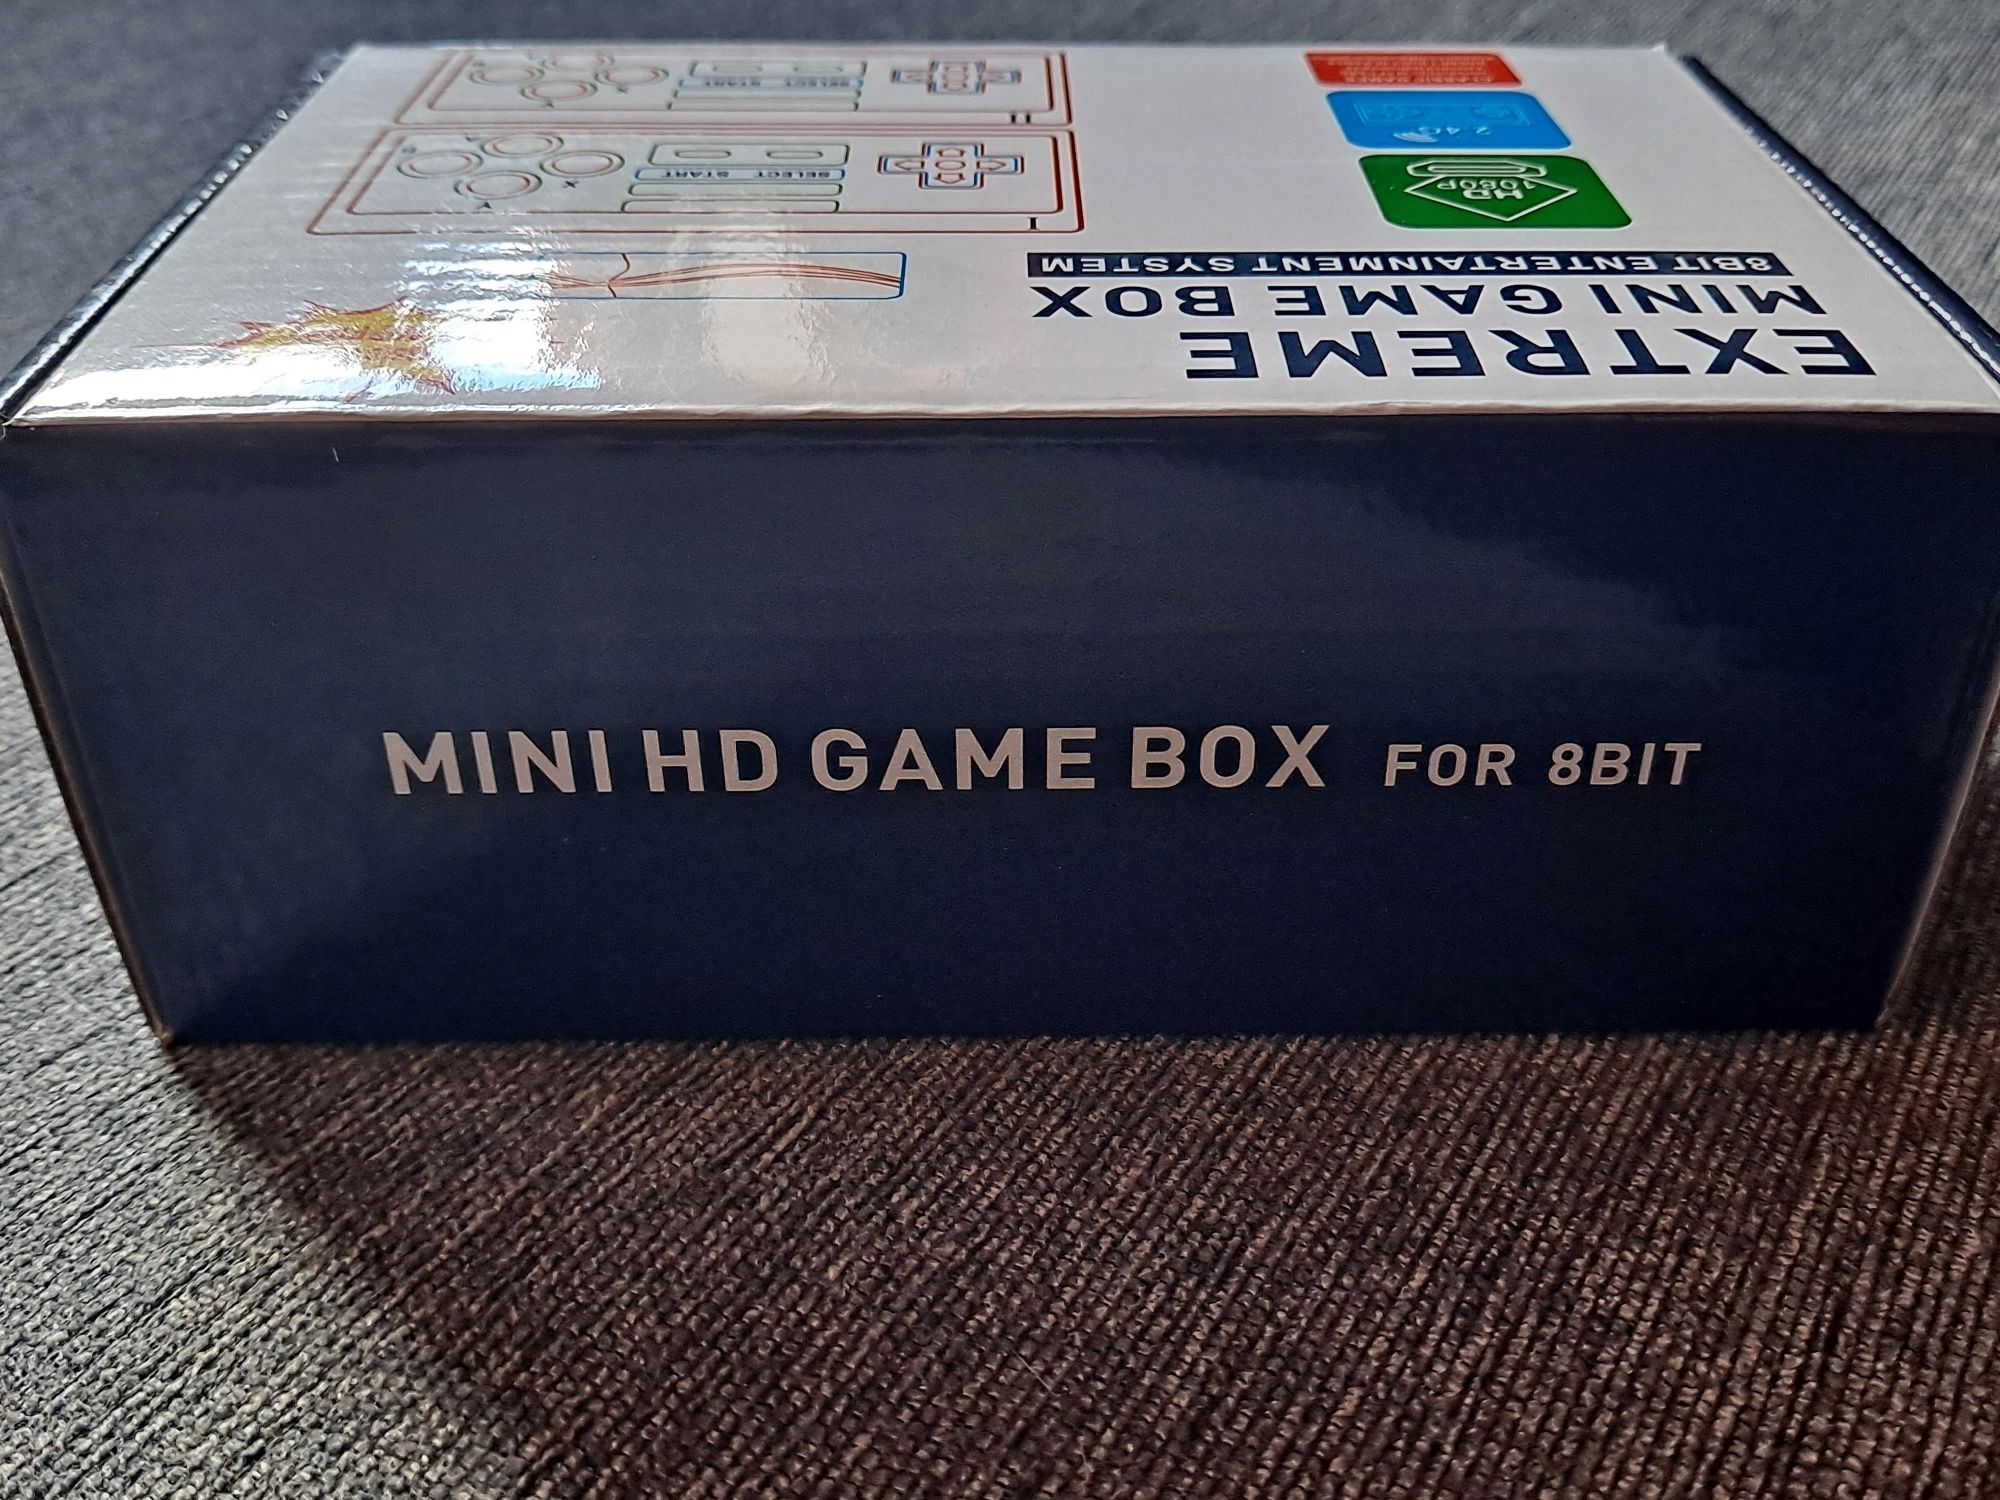 EXTREME
MINI GAME BOX
8BIT ENTERTAINMENT SYSTEM
HD
1080P
2.4G
I
SELECT START
Y
X
B
A
II
SELECT START
MINI HD GAME BOX FOR 8BIT